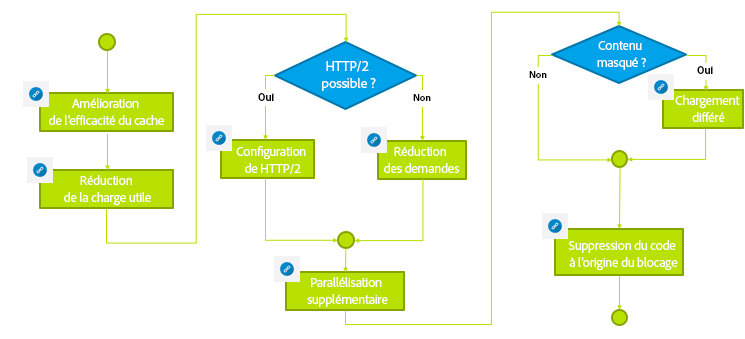 Amélioration
de l'efficacité du cache
Réduction
de la charge utile
HTTP/2
possible ?
Oui
Non
Configuration
de HTTP/2
Réduction
des demandes
Parallélisation
supplémentaire
Contenu
masqué ?
Non
Oui
Chargement
différé
Suppression du code
à l'origine du blocage